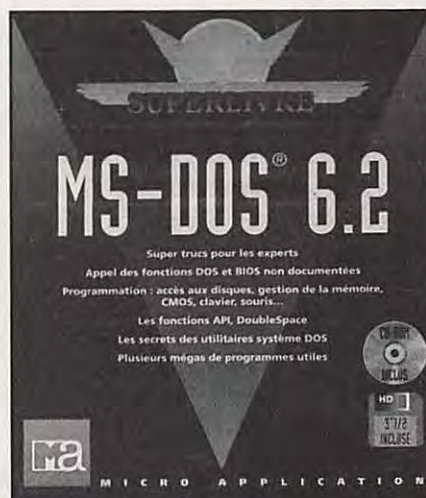 SUPERLIVRE
MS-DOS® 6.2
Super trucs pour les experts
Appel des fonctions DOS et BIOS non documentées
Programmation : accès aux disques, gestion de la mémoire,
CMOS, clavier, souris...
Les fonctions API, DoubleSpace
Les secrets des utilitaires système DOS
Plusieurs mégas de programmes utiles
CD-ROM
INCLUS
HD
3"1/2
INCLUSE
ma
MICRO APPLICATION